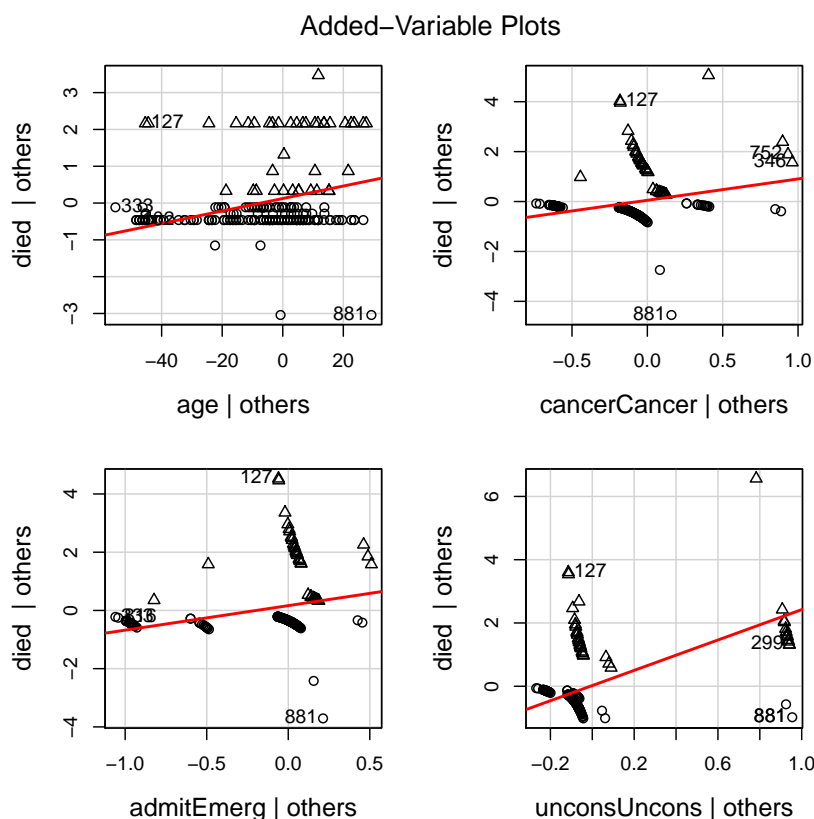 Added−Variable Plots
3
2
1
0
−1
−3
−40 −20 0 20
127
333
881
died | others
age | others
4
2
0
−2
−4
−0.5 0.0 0.5 1.0
127
752
346
881
died | others
cancerCancer | others
4
2
0
−2
−4
−1.0 −0.5 0.0 0.5
127
881
died | others
admitEmerg | others
6
4
2
0
−0.2 0.2 0.4 0.6 0.8 1.0
127
299
881
died | others
unconsUncons | others